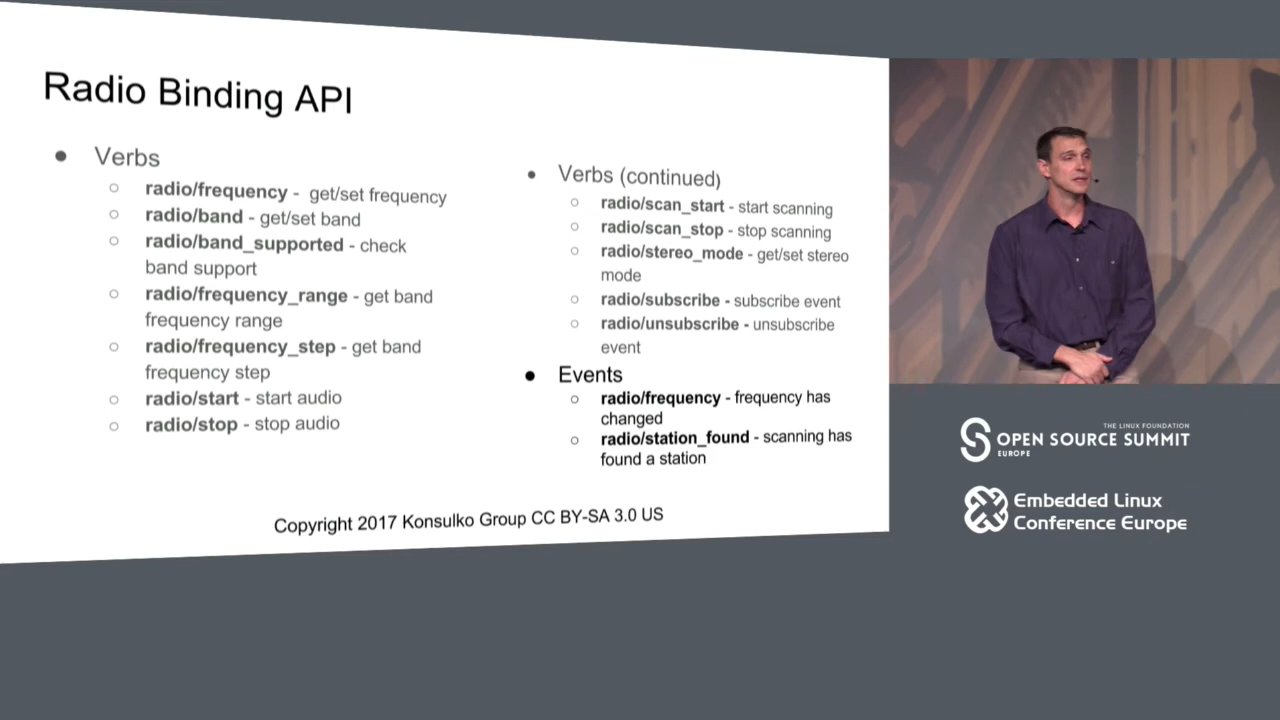 Radio Binding API
● Verbs
○ radio/frequency - get/set frequency
○ radio/band - get/set band
○ radio/band_supported - check
band support
○ radio/frequency_range - get band
frequency range
○ radio/frequency_step - get band
frequency step
○ radio/start - start audio
○ radio/stop - stop audio
● Verbs (continued)
○ radio/scan_start - start scanning
○ radio/scan_stop - stop scanning
○ radio/stereo_mode - get/set stereo
mode
○ radio/subscribe - subscribe event
○ radio/unsubscribe - unsubscribe
event
● Events
○ radio/frequency - frequency has
changed
○ radio/station_found - scanning has
found a station
Copyright 2017 Konsulko Group CC BY-SA 3.0 US
THE LINUX FOUNDATION
OPEN SOURCE SUMMIT
EUROPE
Embedded Linux
Conference Europe